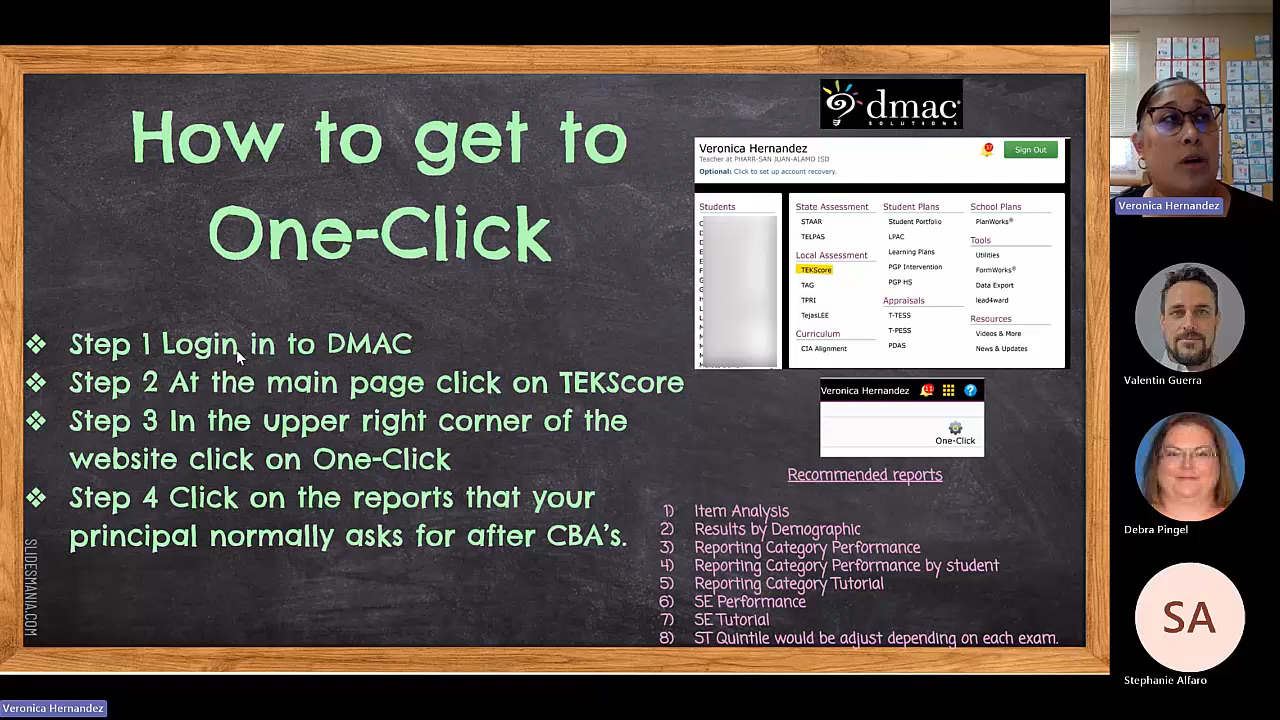 How to get to
One-Click
❖ Step 1 Login in to DMAC
❖ Step 2 At the main page click on TEKScore
❖ Step 3 In the upper right corner of the
website click on One-Click
❖ Step 4 Click on the reports that your
principal normally asks for after CBA's.
SLIDESMANIA.COM
dmac®
SOLUTIONS
Veronica Hernandez
Teacher at PHARR-SAN JUAN-ALAMO ISD
Optional: Click to set up account recovery.
37
Sign Out
Students
State Assessment
STAAR
TELPAS
Local Assessment
TEKScore
TAG
TPRI
TejasLEE
Curriculum
CIA Alignment
Student Plans
Student Portfolio
LPAC
Learning Plans
PGP Intervention
PGP HS
Appraisals
T-TESS
T-PESS
PDAS
School Plans
PlanWorks®
Tools
Utilities
FormWorks®
Data Export
lead4ward
Resources
Videos & More
News & Updates
Veronica Hernandez 11 ?
One-Click
Recommended reports
1) Item Analysis
2) Results by Demographic
3) Reporting Category Performance
4) Reporting Category Performance by student
5) Reporting Category Tutorial
6) SE Performance
7) SE Tutorial
8) ST Quintile would be adjust depending on each exam.
Veronica Hernandez
Valentin Guerra
Debra Pingel
SA
Stephanie Alfaro
Veronica Hernandez